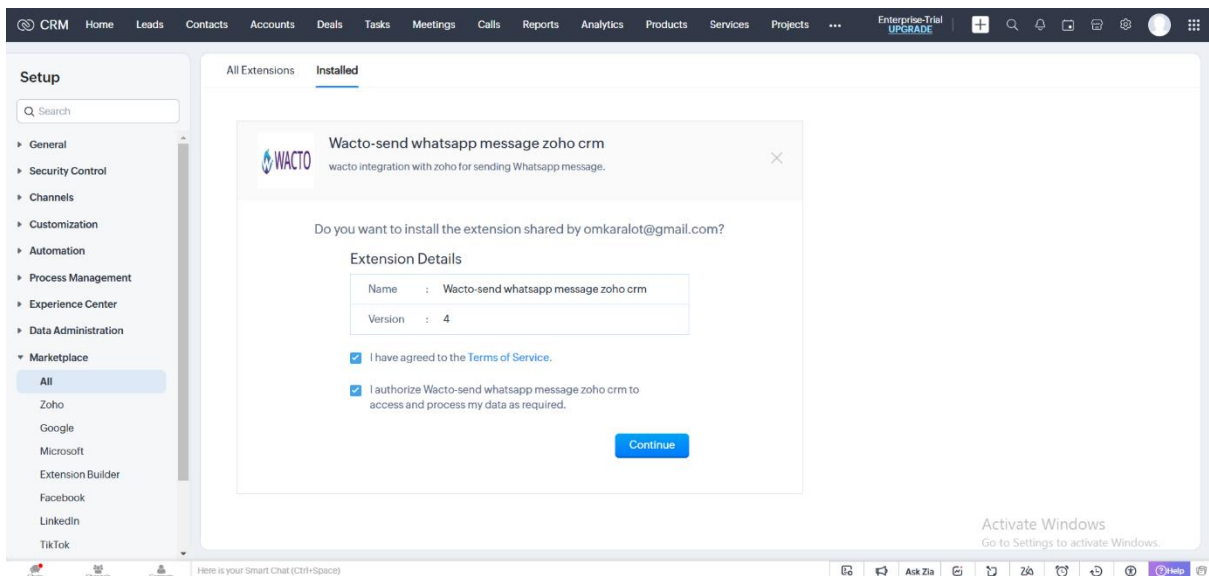 CRM Home Leads Contacts Accounts Deals Tasks Meetings Calls Reports Analytics Products Services Projects ••• Enterprise-Trial
UPGRADE
Setup
Search
General
Security Control
Channels
Customization
Automation
Process Management
Experience Center
Data Administration
Marketplace
All
Zoho
Google
Microsoft
Extension Builder
Facebook
LinkedIn
TikTok
All Extensions Installed
WACTO
Wacto-send whatsapp message zoho crm
wacto integration with zoho for sending Whatsapp message.
Do you want to install the extension shared by omkaralot@gmail.com?
Extension Details
Name : Wacto-send whatsapp message zoho crm
Version : 4
I have agreed to the Terms of Service.
I authorize Wacto-send whatsapp message zoho crm to
access and process my data as required.
Continue
Activate Windows
Go to Settings to activate Windows.
Here is your Smart Chat (Ctrl+Space)
Ask Zia
Help